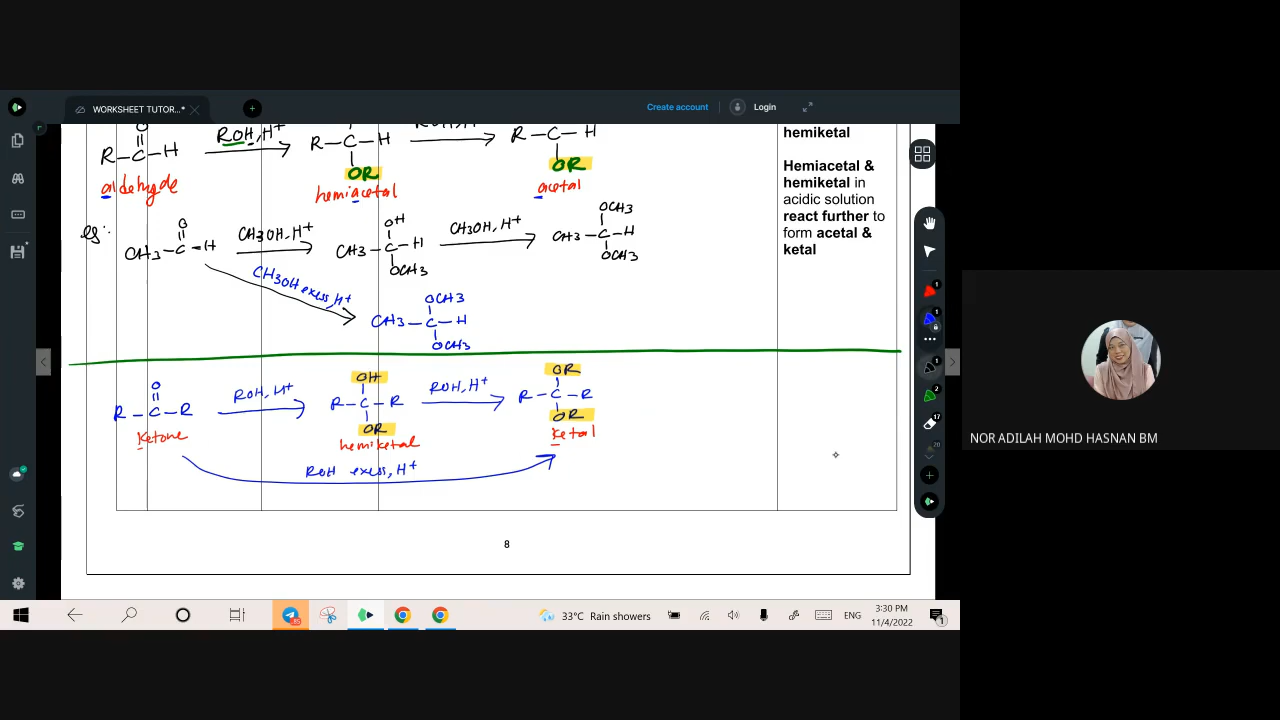 WORKSHEET TUTOR...*
Create account
Login
O
ROH, H+
ROH, H+
R-C-H
R-C-H
R-C-H
OR
OR
aldehyde
hemiacetal
acetal
hemiketal
Hemiacetal &
hemiketal in
acidic solution
react further to
form acetal &
ketal
eg:
O
CH3-C-H
CH3OH, H+
OH
CH3-C-H
OCH3
CH3OH, H+
OCH3
CH3-C-H
OCH3
CH3OH excess, H+
OCH3
CH3-C-H
OCH3
O
R-C-R
Ketone
ROH, H+
OH
R-C-R
OR
hemiketal
ROH, H+
OR
R-C-R
OR
ketal
ROH excess, H+
8
NOR ADILAH MOHD HASNAN BM
33°C Rain showers
ENG
3:30 PM
11/4/2022